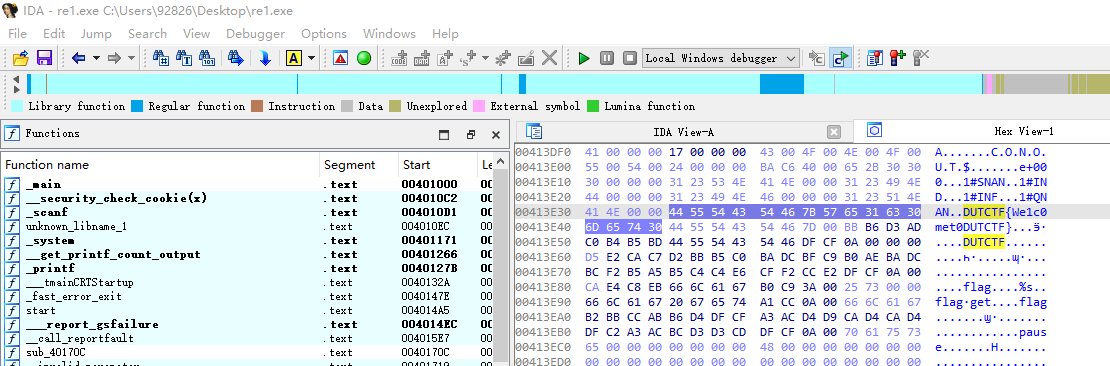 IDA - re1.exe C:\Users\92826\Desktop\re1.exe
File Edit Jump Search View Debugger Options Windows Help
Local Windows debugger
Library function Regular function Instruction Data Unexplored External symbol Lumina function
Functions
IDA View-A
Hex View-1
Function name Segment Start
_main .text 00401000 00
__security_check_cookie(x) .text 004010C2 00
_scanf .text 004010D1 00
unknown_libname_1 .text 004010EC 00
_system .text 00401171 00
__get_printf_count_output .text 00401266 00
_printf .text 0040127B 00
___tmainCRTStartup .text 0040132A 00
_fast_error_exit .text 0040147E 00
start .text 004014A5 00
___report_gsfailure .text 004014EC 00
__call_reportfault .text 004015E7 00
sub_40170C .text 0040170C 00
00413DF0 41 00 00 00 17 00 00 00 43 00 4F 00 4E 00 4F 00 A.......C.O.N.O.
00413E00 55 00 54 00 24 00 00 00 BA C6 40 00 65 2B 30 30 U.T.$.....@.e+00
00413E10 30 00 00 00 31 23 53 4E 41 4E 00 00 31 23 49 4E 0...1#SNAN..1#IN
00413E20 44 00 00 00 31 23 49 4E 46 00 00 00 31 23 51 4E D...1#INF...1#QN
00413E30 41 4E 00 00 44 55 54 43 54 46 7B 57 65 31 63 30 AN..DUTCTF{We1c0
00413E40 6D 65 74 30 44 55 54 43 54 46 7D 00 BB B6 D3 AD met0DUTCTF}...
00413E50 C0 B4 B5 BD 44 55 54 43 54 46 DF CF 0A 00 00 00 ....DUTCTF......
00413E60 D5 E2 CA C7 D2 BB B5 C0 BA DC BF C9 B0 AE BA DC
00413E70 BC F2 B5 A5 B5 C4 C4 E6 CF F2 CC E2 DF CF 0A 00 ................
00413E80 CA E4 C8 EB 66 6C 61 67 B0 C9 3A 00 25 73 00 00 ....flag..:.%s..
00413E90 66 6C 61 67 20 67 65 74 A1 CC 0A 00 66 6C 61 67 flag·get....flag
00413EA0 B2 BB CC AB B6 D4 DF CF A3 AC D4 D9 CA D4 CA D4
00413EB0 DF C2 A3 AC BC D3 D3 CD DF CF 0A 00 70 61 75 73 ............paus
00413EC0 65 00 00 00 00 00 00 00 48 00 00 00 00 00 00 00 e.......H.......
00413ED0 00 00 00 00 00 00 00 00 00 00 00 00 00 00 00 00 ................